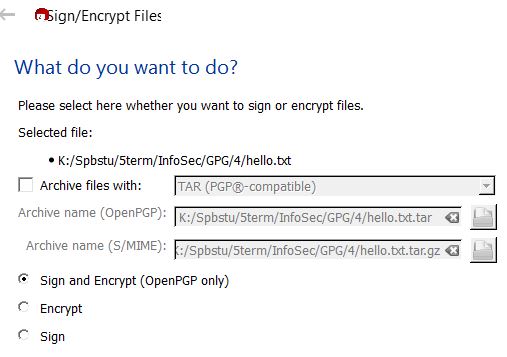 Sign/Encrypt Files
What do you want to do?
Please select here whether you want to sign or encrypt files.
Selected file:
• K:/Spbstu/5term/InfoSec/GPG/4/hello.txt
Archive files with: TAR (PGP®-compatible)
Archive name (OpenPGP): K:/Spbstu/5term/InfoSec/GPG/4/hello.txt.tar
Archive name (S/MIME): K:/Spbstu/5term/InfoSec/GPG/4/hello.txt.tar.gz
Sign and Encrypt (OpenPGP only)
Encrypt
Sign